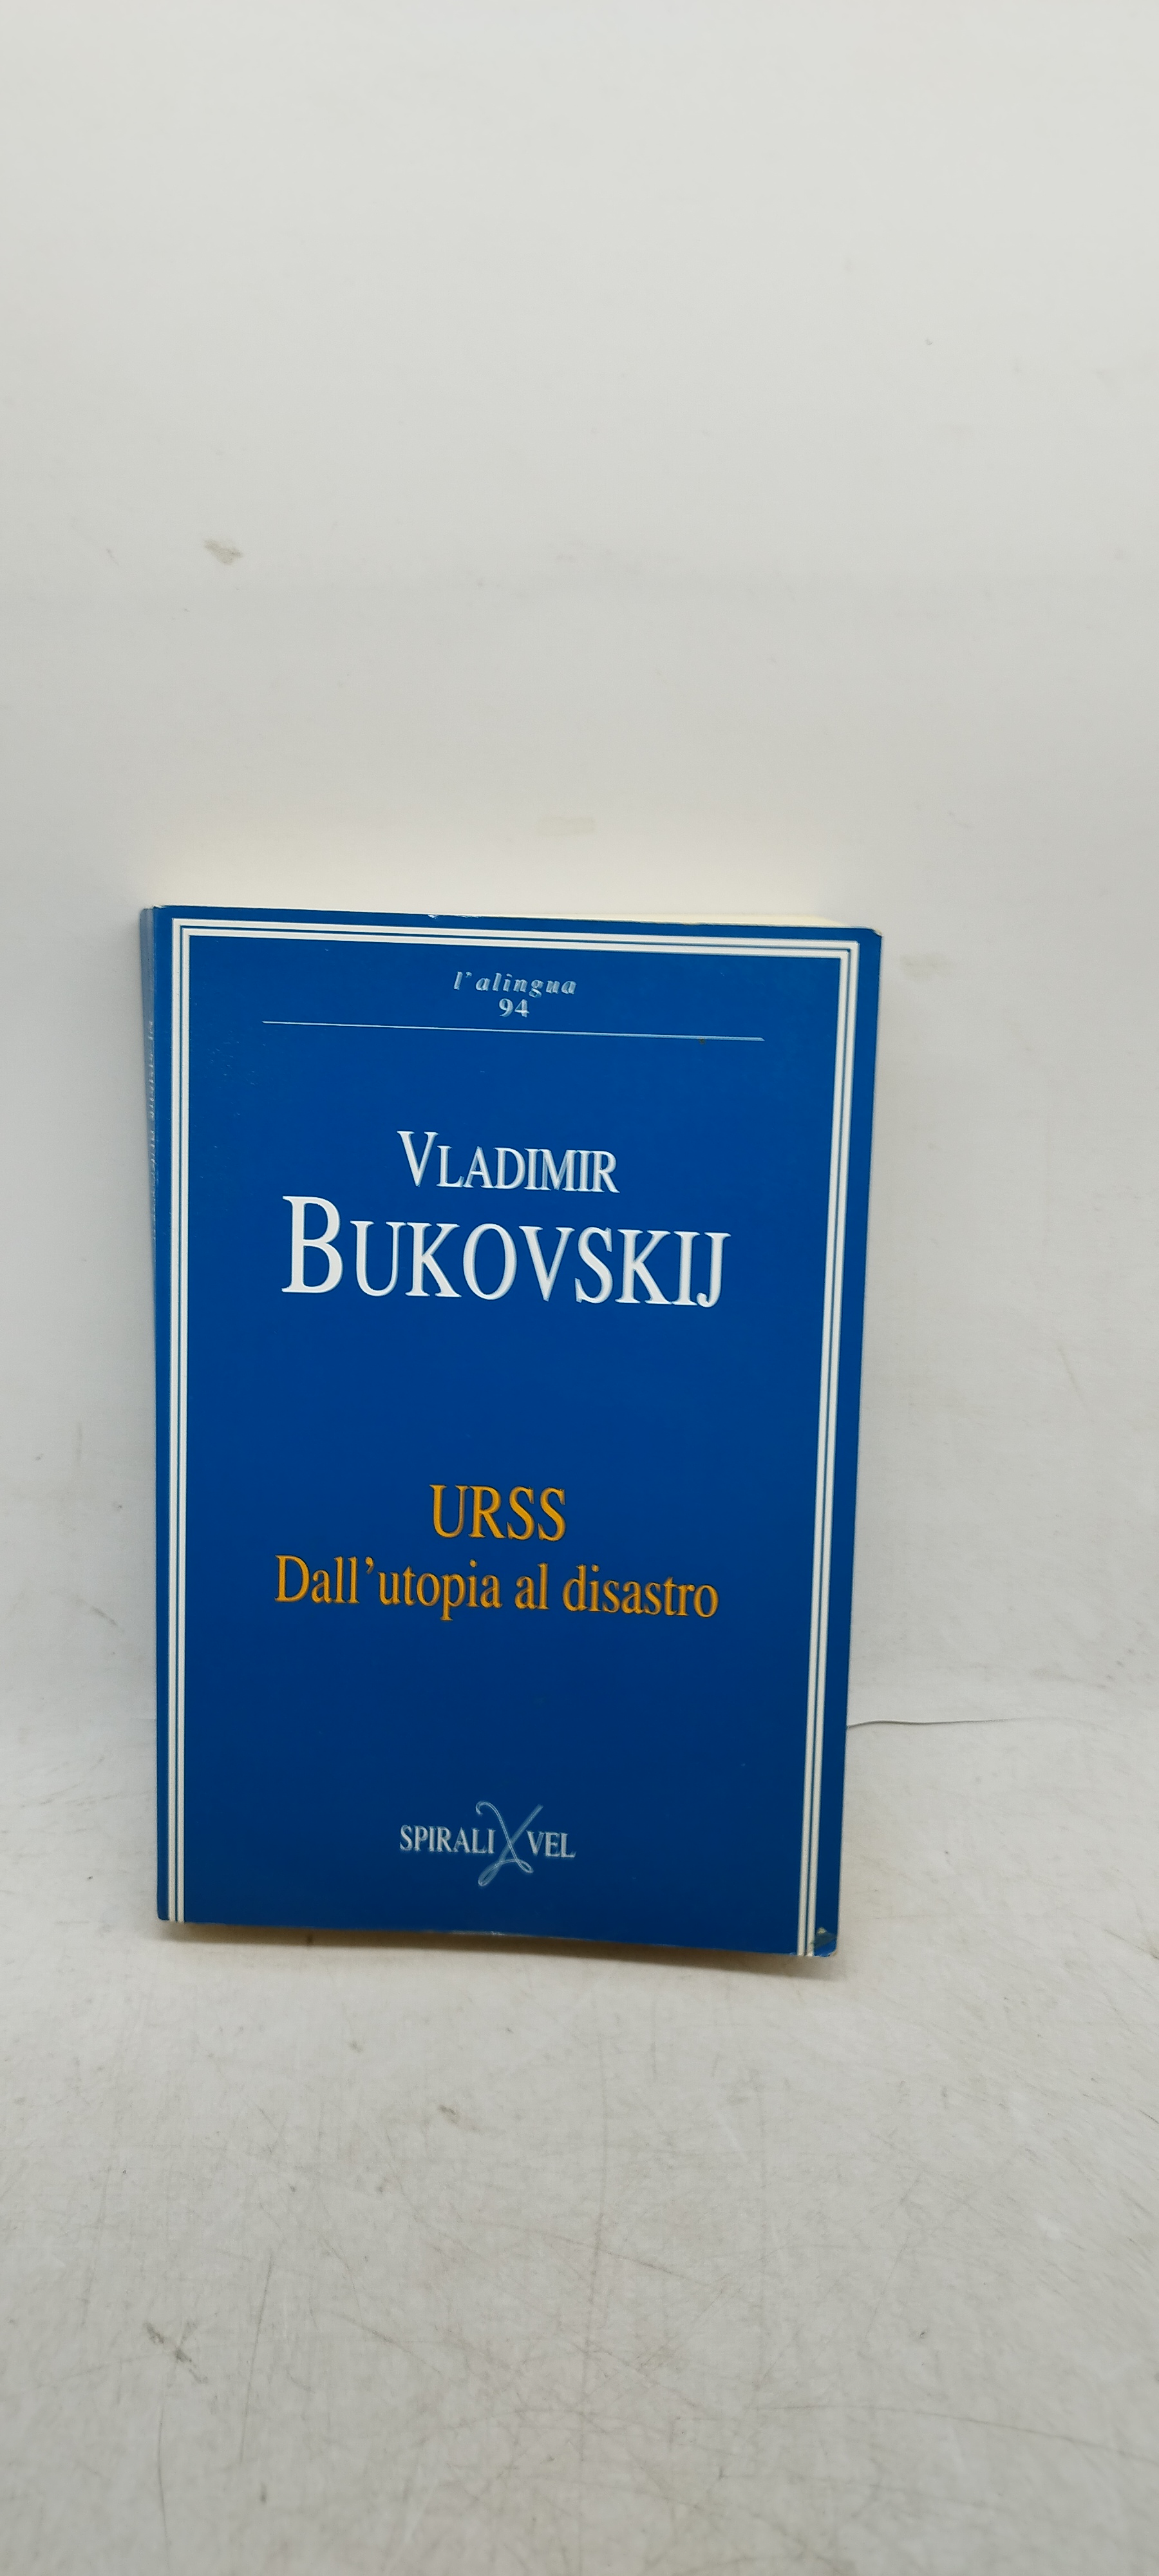 l'alingua
94
VLADIMIR
BUKOVSKIJ
URSS
Dall'utopia al disastro
SPIRALI VEL